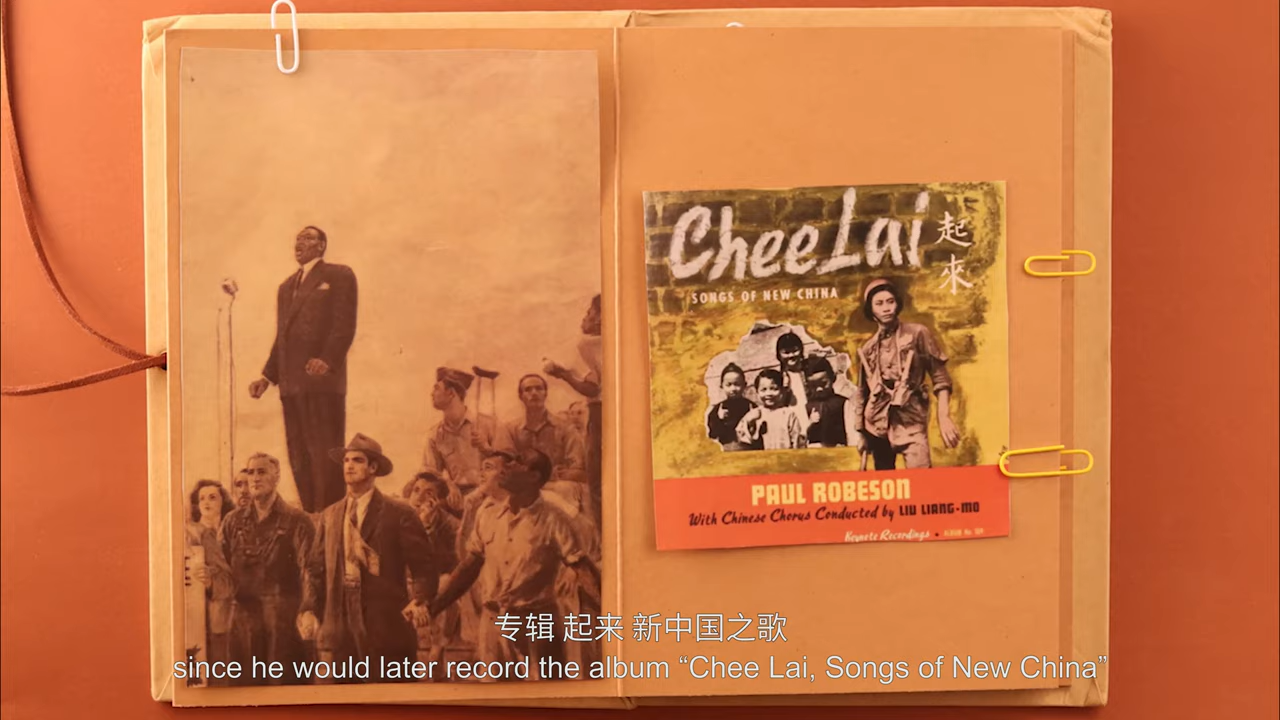 Chee Lai
起來
SONGS OF NEW CHINA
PAUL ROBESON
With Chinese Chorus Conducted by LIU LIANG-MO
Keynote Recordings • ALBUM No.
专辑 起来 新中国之歌
since he would later record the album “Chee Lai, Songs of New China”